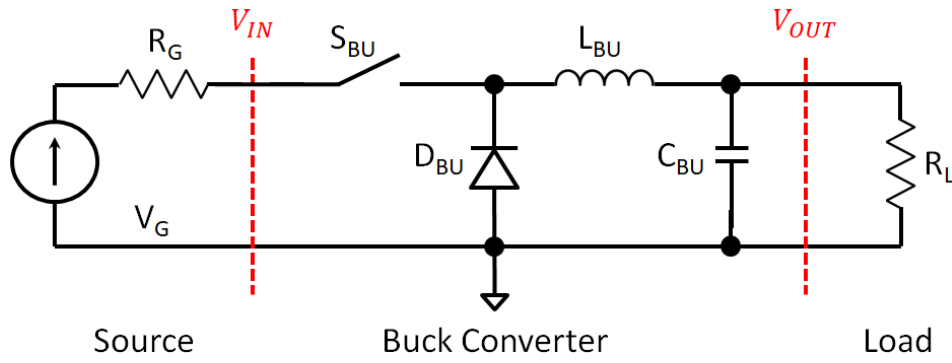 V_IN
S_BU
L_BU
V_OUT
R_G
D_BU
C_BU
R_L
V_G
Source
Buck Converter
Load